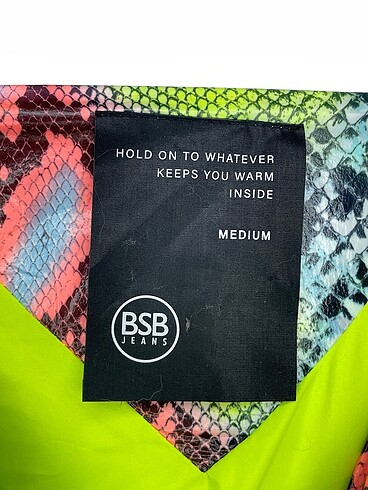 HOLD ON TO WHATEVER
KEEPS YOU WARM
INSIDE
MEDIUM
BSB
JEANS